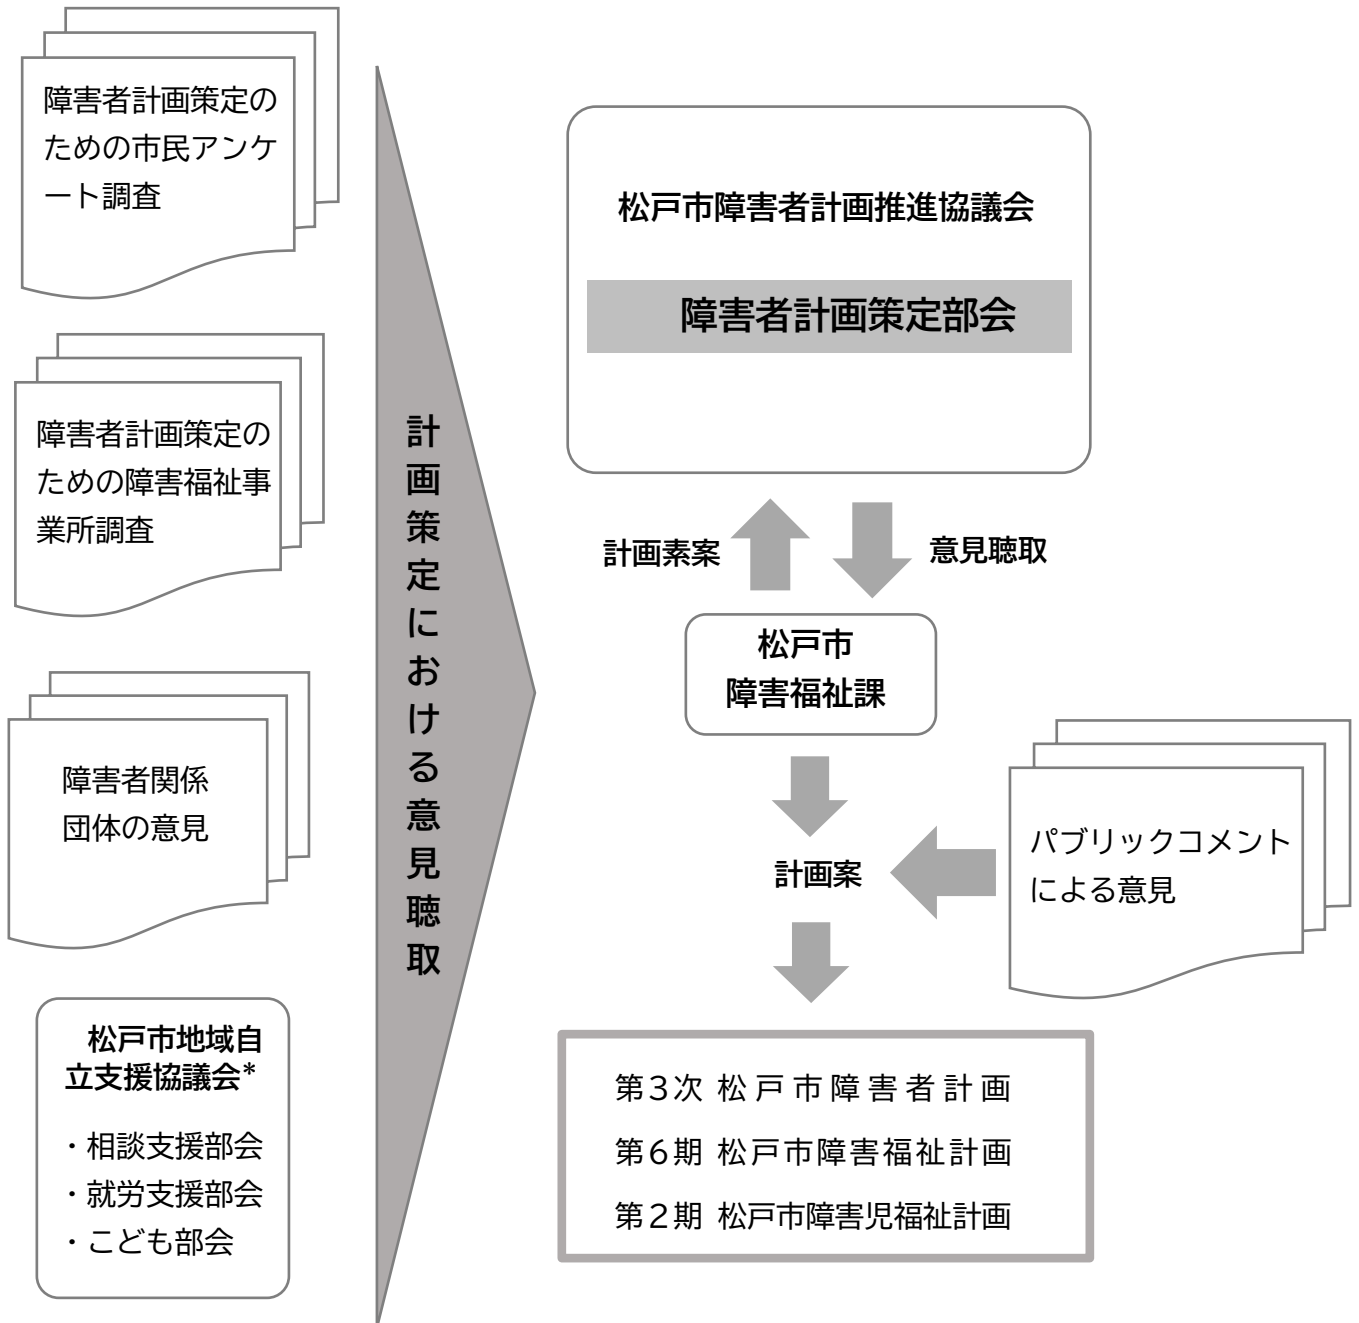 障害者計画策定の
ための市民アンケ
ート調査
障害者計画策定の
ための障害福祉事
業所調査
障害者関係
団体の意見
松戸市地域自
立支援協議会*
・相談支援部会
・就労支援部会
・こども部会
計画策定における意見聴取
松戸市障害者計画推進協議会
障害者計画策定部会
計画素案
意見聴取
松戸市
障害福祉課
計画案
パブリックコメント
による意見
第3次 松戸市障害者計画
第6期 松戸市障害福祉計画
第2期 松戸市障害児福祉計画